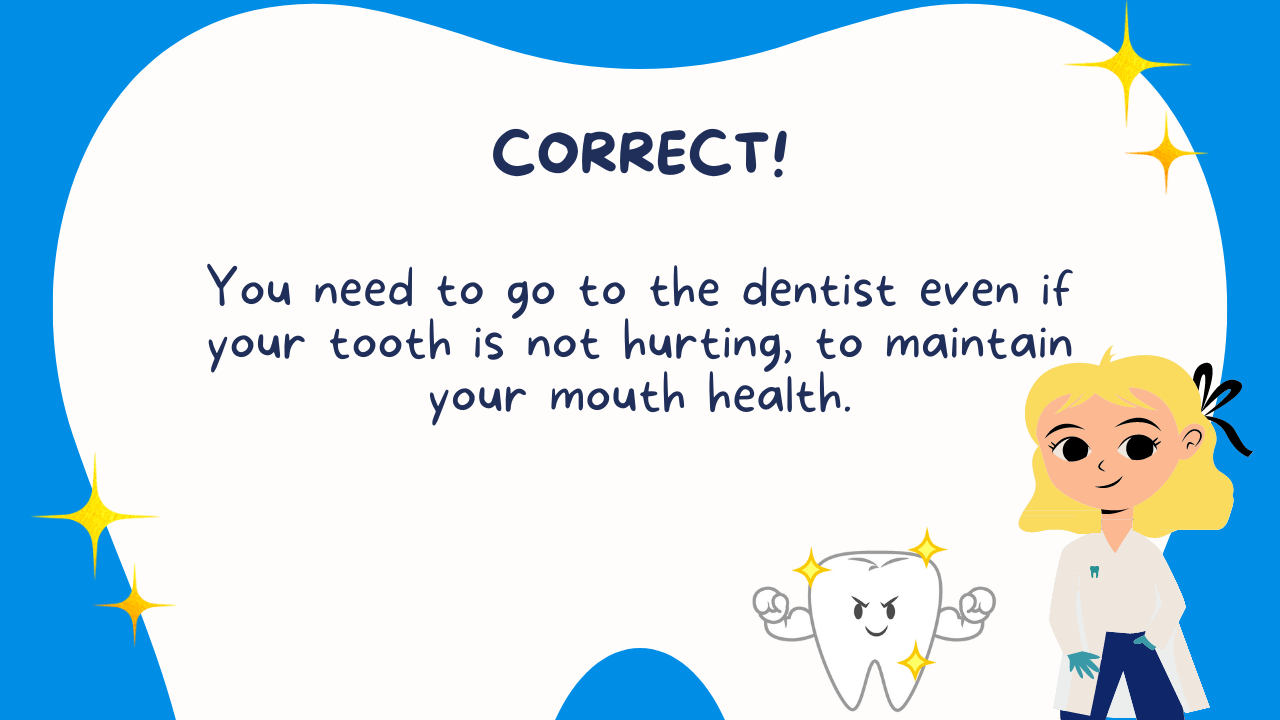 CORRECT!
You need to go to the dentist even if
your tooth is not hurting, to maintain
your mouth health.